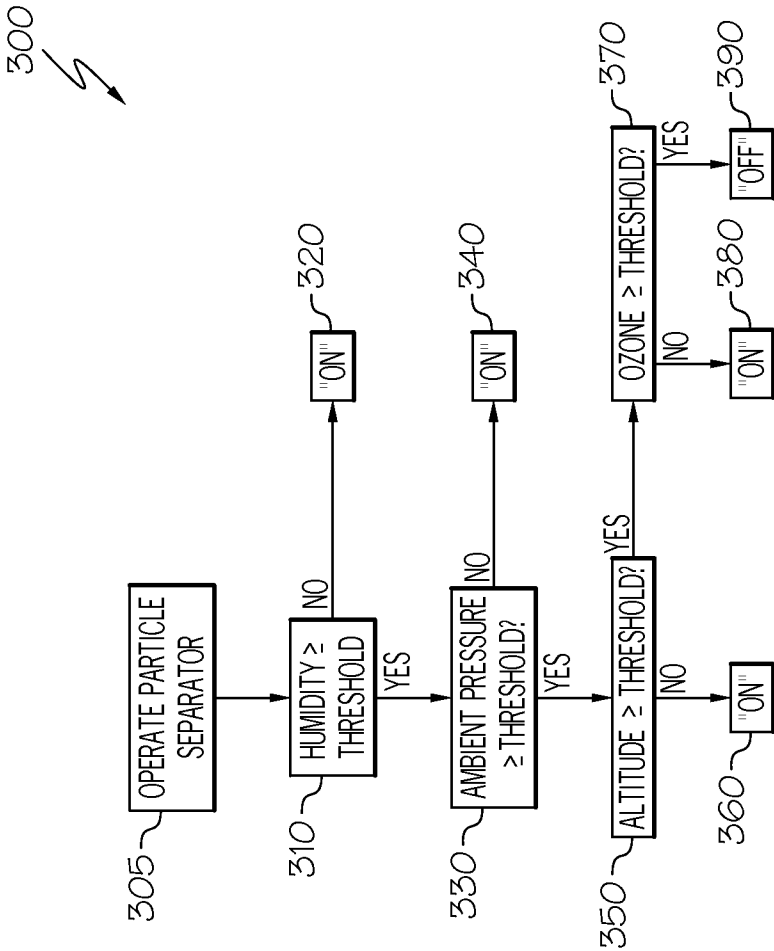 300
305
OPERATE PARTICLE
SEPARATOR
310
HUMIDITY ≥
THRESHOLD
NO
"ON"
320
YES
330
AMBIENT PRESSURE
≥ THRESHOLD?
NO
"ON"
340
YES
350
ALTITUDE ≥ THRESHOLD?
YES
OZONE ≥ THRESHOLD?
370
NO
NO
YES
360
"ON"
"ON"
380
"OFF"
390